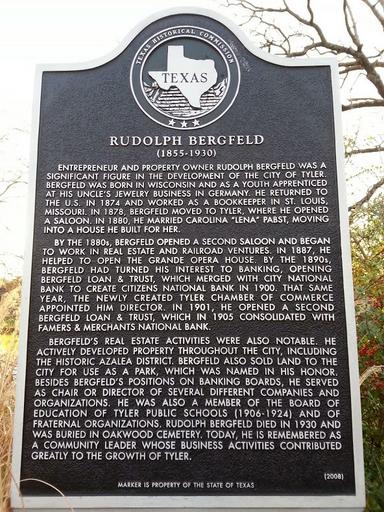 TEXAS HISTORICAL COMMISSION
TEXAS
RUDOLPH BERGFELD
(1855-1930)
ENTREPRENEUR AND PROPERTY OWNER RUDOLPH BERGFELD WAS A
SIGNIFICANT FIGURE IN THE DEVELOPMENT OF THE CITY OF TYLER.
BERGFELD WAS BORN IN WISCONSIN AND AS A YOUTH APPRENTICED
AT HIS UNCLE'S JEWELRY BUSINESS IN GERMANY. HE RETURNED TO
THE U.S. IN 1874 AND WORKED AS A BOOKKEEPER IN ST. LOUIS,
MISSOURI. IN 1878, BERGFELD MOVED TO TYLER, WHERE HE OPENED
A SALOON. IN 1880, HE MARRIED CAROLINA "LENA" PABST, MOVING
INTO A HOUSE HE BUILT FOR HER.
BY THE 1880s, BERGFELD OPENED A SECOND SALOON AND BEGAN
TO WORK IN REAL ESTATE AND RAILROAD VENTURES. IN 1887, HE
HELPED TO OPEN THE GRANDE OPERA HOUSE. BY THE 1890s,
BERGFELD HAD TURNED HIS INTEREST TO BANKING, OPENING
BERGFELD LOAN & TRUST, WHICH MERGED WITH CITY NATIONAL
BANK TO CREATE CITIZENS NATIONAL BANK IN 1900. THAT SAME
YEAR, THE NEWLY CREATED TYLER CHAMBER OF COMMERCE
APPOINTED HIM DIRECTOR. IN 1901, HE OPENED A SECOND
BERGFELD LOAN & TRUST, WHICH IN 1905 CONSOLIDATED WITH
FAMERS & MERCHANTS NATIONAL BANK.
BERGFELD'S REAL ESTATE ACTIVITIES WERE ALSO NOTABLE. HE
ACTIVELY DEVELOPED PROPERTY THROUGHOUT THE CITY, INCLUDING
THE HISTORIC AZALEA DISTRICT. BERGFELD ALSO SOLD LAND TO THE
CITY FOR USE AS A PARK, WHICH WAS NAMED IN HIS HONOR.
BESIDES BERGFELD'S POSITIONS ON BANKING BOARDS, HE SERVED
AS CHAIR OR DIRECTOR OF SEVERAL DIFFERENT COMPANIES AND
ORGANIZATIONS. HE WAS ALSO A MEMBER OF THE BOARD OF
EDUCATION OF TYLER PUBLIC SCHOOLS (1906-1924) AND OF
FRATERNAL ORGANIZATIONS. RUDOLPH BERGFELD DIED IN 1930 AND
WAS BURIED IN OAKWOOD CEMETERY. TODAY, HE IS REMEMBERED AS
A COMMUNITY LEADER WHOSE BUSINESS ACTIVITIES CONTRIBUTED
GREATLY TO THE GROWTH OF TYLER.
(2008)
MARKER IS PROPERTY OF THE STATE OF TEXAS